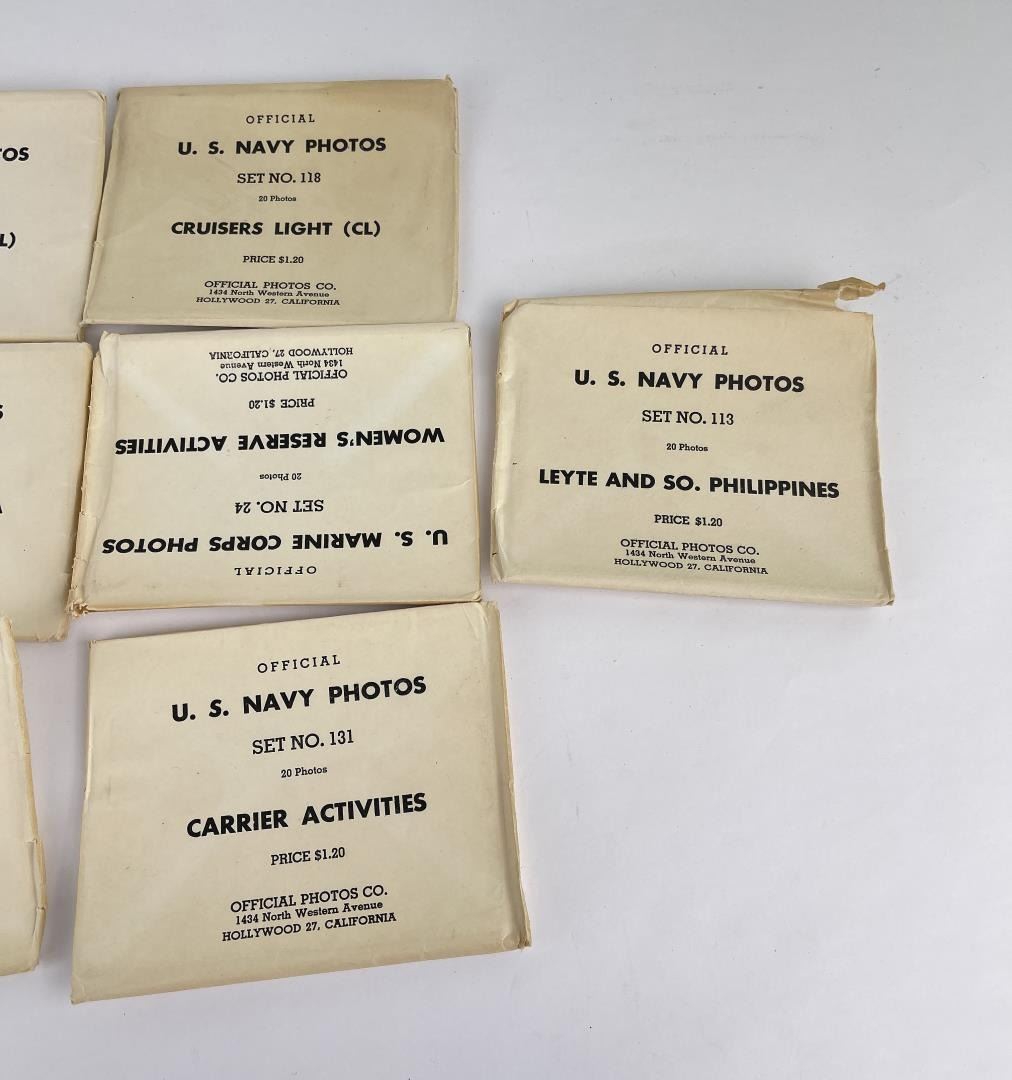 OS
L)
OFFICIAL
U. S. NAVY PHOTOS
SET NO. 118
20 Photos
CRUISERS LIGHT (CL)
PRICE $1.20
OFFICIAL PHOTOS CO.
1434 North Western Avenue
HOLLYWOOD 27, CALIFORNIA
S
OFFICIAL
U. S. MARINE CORPS PHOTOS
SET NO. 24
20 Photos
WOMEN'S RESERVE ACTIVITIES
PRICE $1.20
OFFICIAL PHOTOS CO.
1434 North Western Avenue
HOLLYWOOD 27, CALIFORNIA
OFFICIAL
U. S. NAVY PHOTOS
SET NO. 113
20 Photos
LEYTE AND SO. PHILIPPINES
PRICE $1.20
OFFICIAL PHOTOS CO.
1434 North Western Avenue
HOLLYWOOD 27, CALIFORNIA
OFFICIAL
U. S. NAVY PHOTOS
SET NO. 131
20 Photos
CARRIER ACTIVITIES
PRICE $1.20
OFFICIAL PHOTOS CO.
1434 North Western Avenue
HOLLYWOOD 27, CALIFORNIA